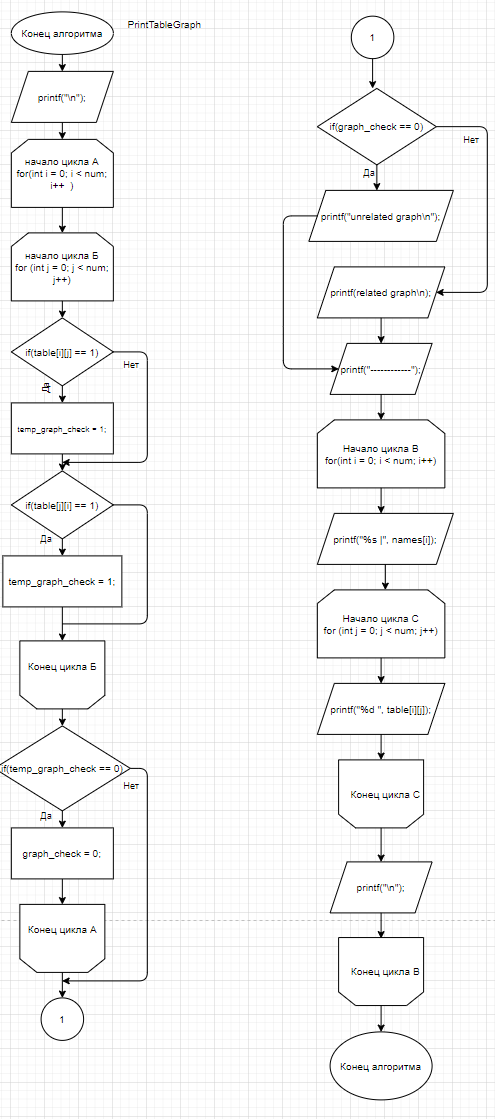 Конец алгоритма
PrintTableGraph
printf("\n");
начало цикла А
for(int i = 0; i < num;
i++ )
начало цикла Б
for (int j = 0; j < num;
j++)
if(table[i][j] == 1)
Нет
Да
temp_graph_check = 1;
if(table[j][i] == 1)
Да
temp_graph_check = 1;
Конец цикла Б
if(temp_graph_check == 0)
Нет
Да
graph_check = 0;
Конец цикла А
1
1
if(graph_check == 0)
Нет
Да
printf("unrelated graph\n");
printf(related graph\n);
printf("------------");
Начало цикла В
for(int i = 0; i < num; i++)
printf("%s |", names[i]);
Начало цикла С
for (int j = 0; j < num; j++)
printf("%d ", table[i][j]);
Конец цикла С
printf("\n");
Конец цикла В
Конец алгоритма